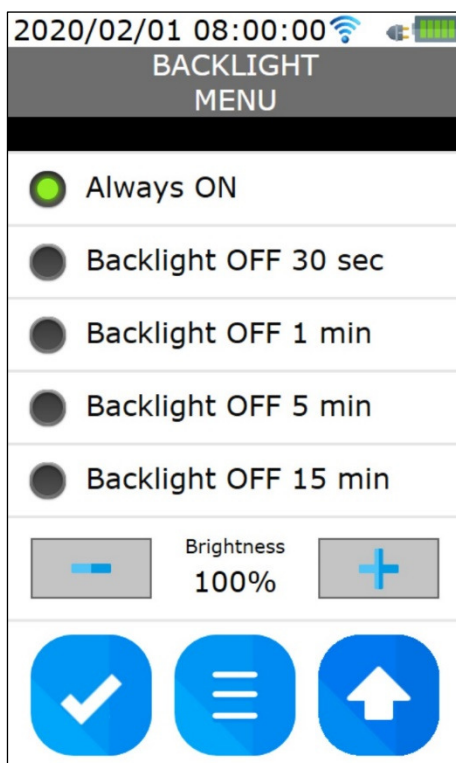 2020/02/01 08:00:00
BACKLIGHT
MENU
Always ON
Backlight OFF 30 sec
Backlight OFF 1 min
Backlight OFF 5 min
Backlight OFF 15 min
Brightness
100%